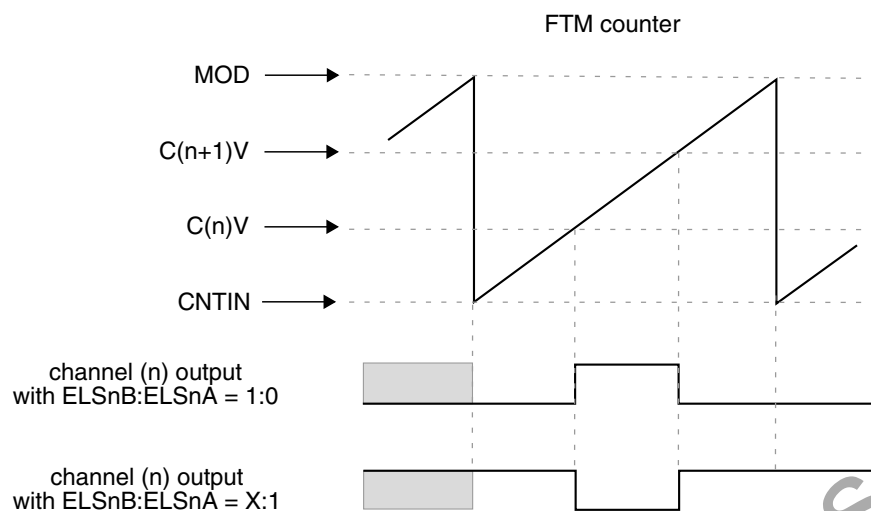 FTM counter
MOD
C(n+1)V
C(n)V
CNTIN
channel (n) output
with ELSnB:ELSnA = 1:0
channel (n) output
with ELSnB:ELSnA = X:1